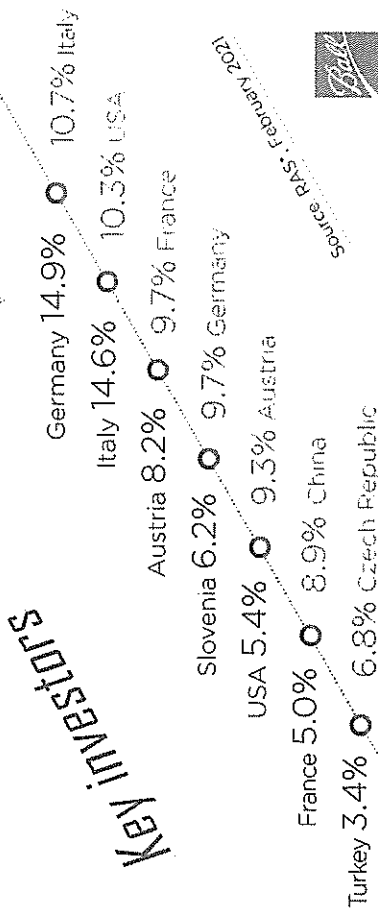 Key investors
Germany 14.9% 10.7% Italy
Italy 14.6% 10.3% USA
Austria 8.2% 9.7% France
Slovenia 6.2% 9.7% Germany
USA 5.4% 9.3% Austria
France 5.0% 8.9% China
Turkey 3.4% 6.8% Czech Republic
Source RAS*, February 2021
Ball